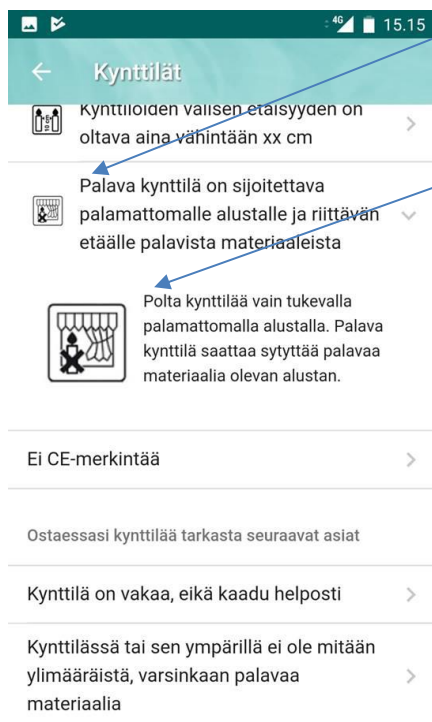 4G 15.15
Kynttilät
Kynttilöiden välisen etäisyyden on
oltava aina vähintään xx cm
Palava kynttilä on sijoitettava
palamattomalle alustalle ja riittävän
etäälle palavista materiaaleista
Polta kynttilää vain tukevalla
palamattomalla alustalla. Palava
kynttilä saattaa sytyttää palavaa
materiaalia olevan alustan.
Ei CE-merkintää
Ostaessasi kynttilää tarkasta seuraavat asiat
Kynttilä on vakaa, eikä kaadu helposti
Kynttilässä tai sen ympärillä ei ole mitään
ylimääräistä, varsinkaan palavaa
materiaalia